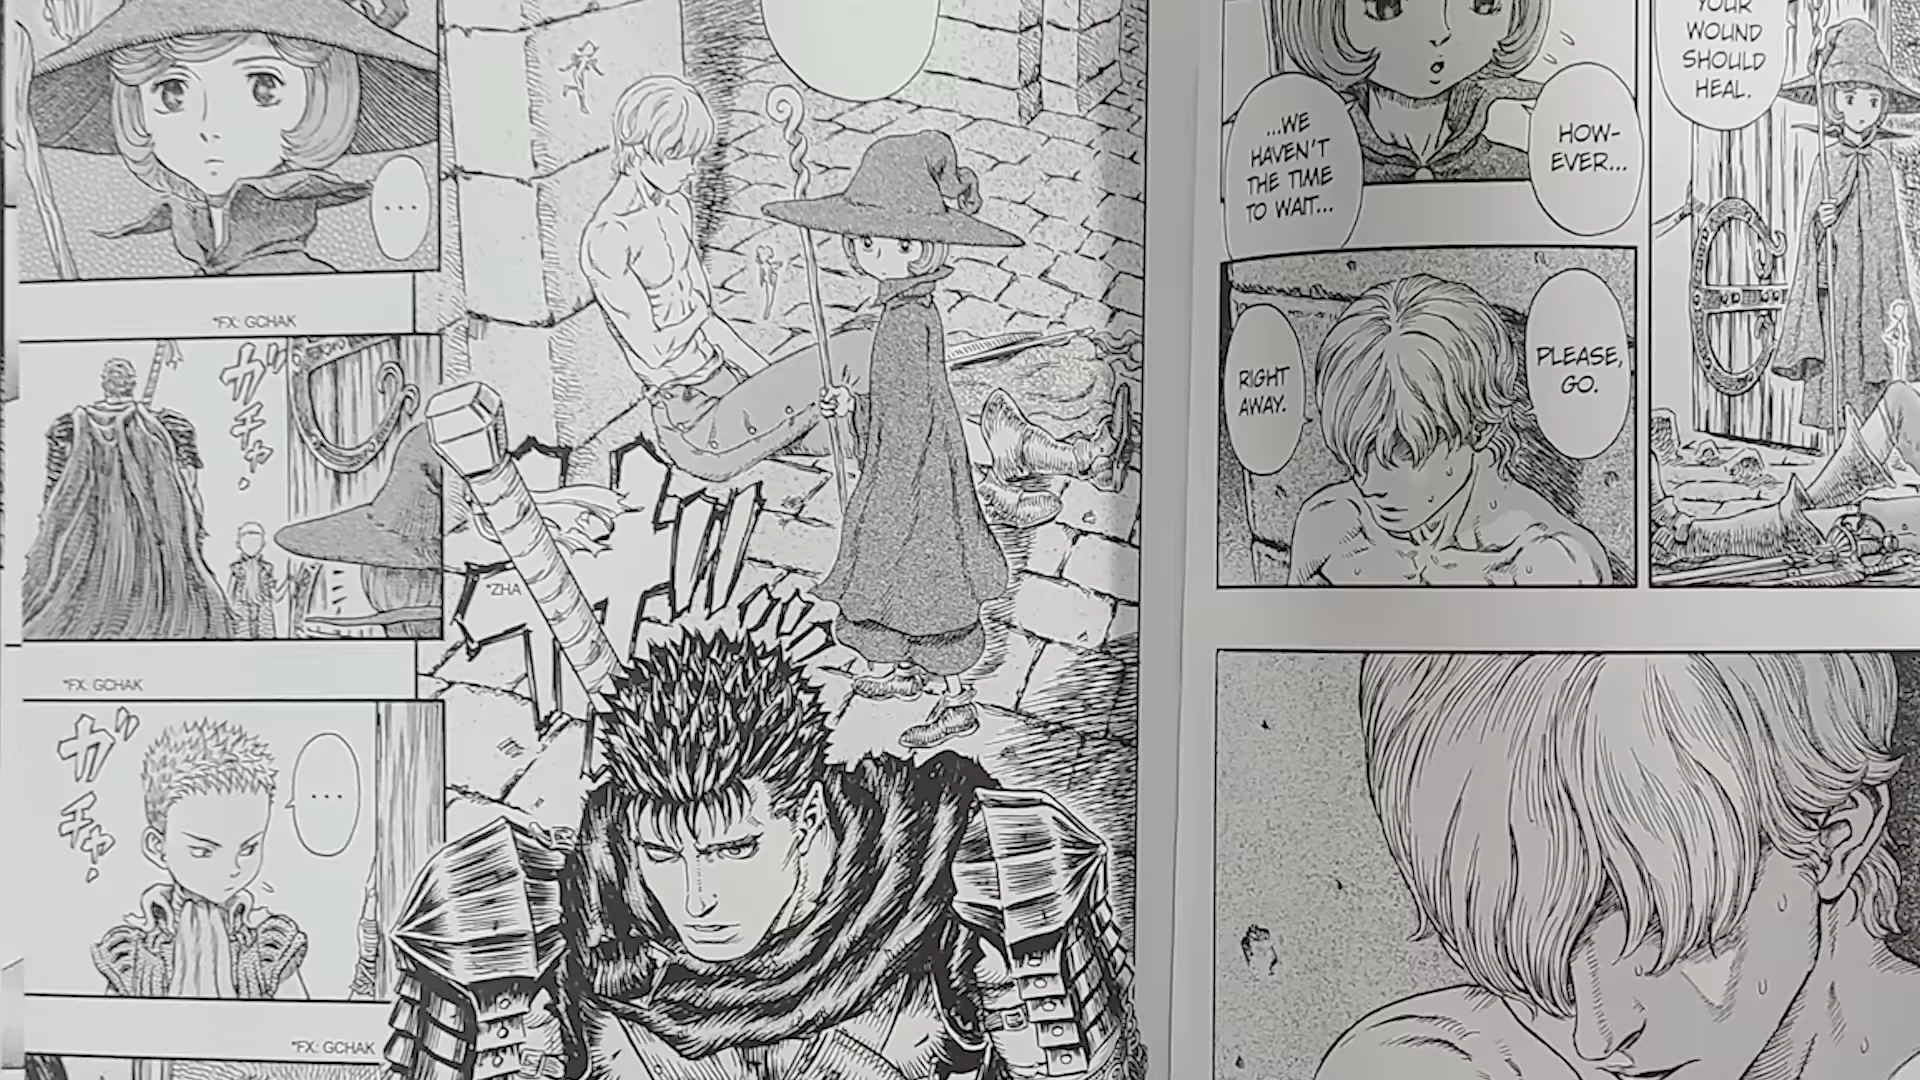 YOUR
WOUND
SHOULD
HEAL.
HOW-
EVER...
...WE
HAVEN'T
THE TIME
TO WAIT...
PLEASE,
GO.
RIGHT
AWAY.
*ZHA
...
*FX: GCHAK
ガチャ
*FX: GCHAK
ガチャ
...
*FX: GCHAK